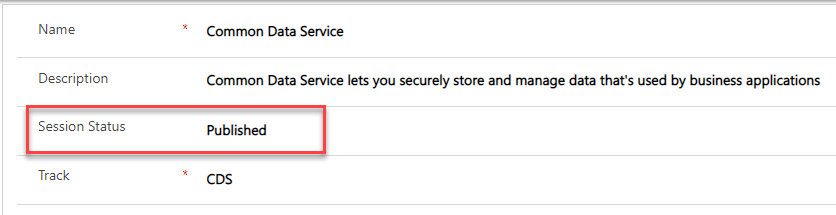 Name * Common Data Service
Description Common Data Service lets you securely store and manage data that's used by business applications
Session Status Published
Track * CDS